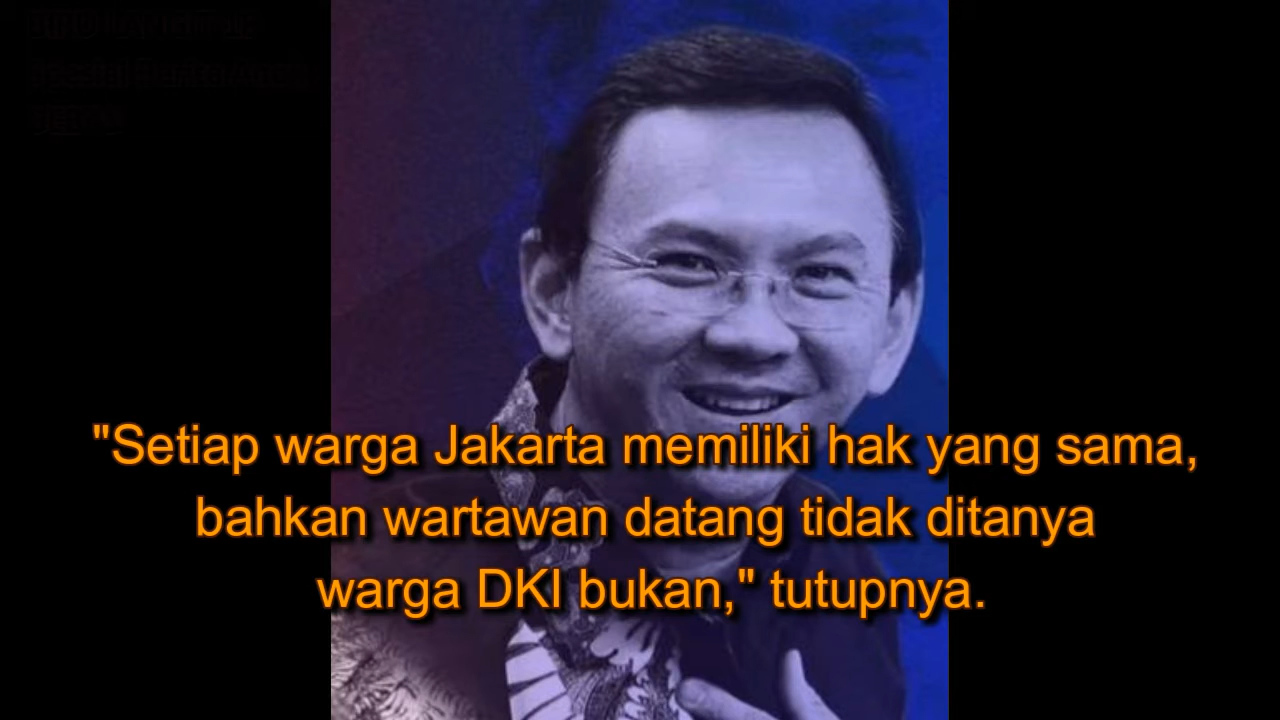 "Setiap warga Jakarta memiliki hak yang sama,
bahkan wartawan datang tidak ditanya
warga DKI bukan," tutupnya.